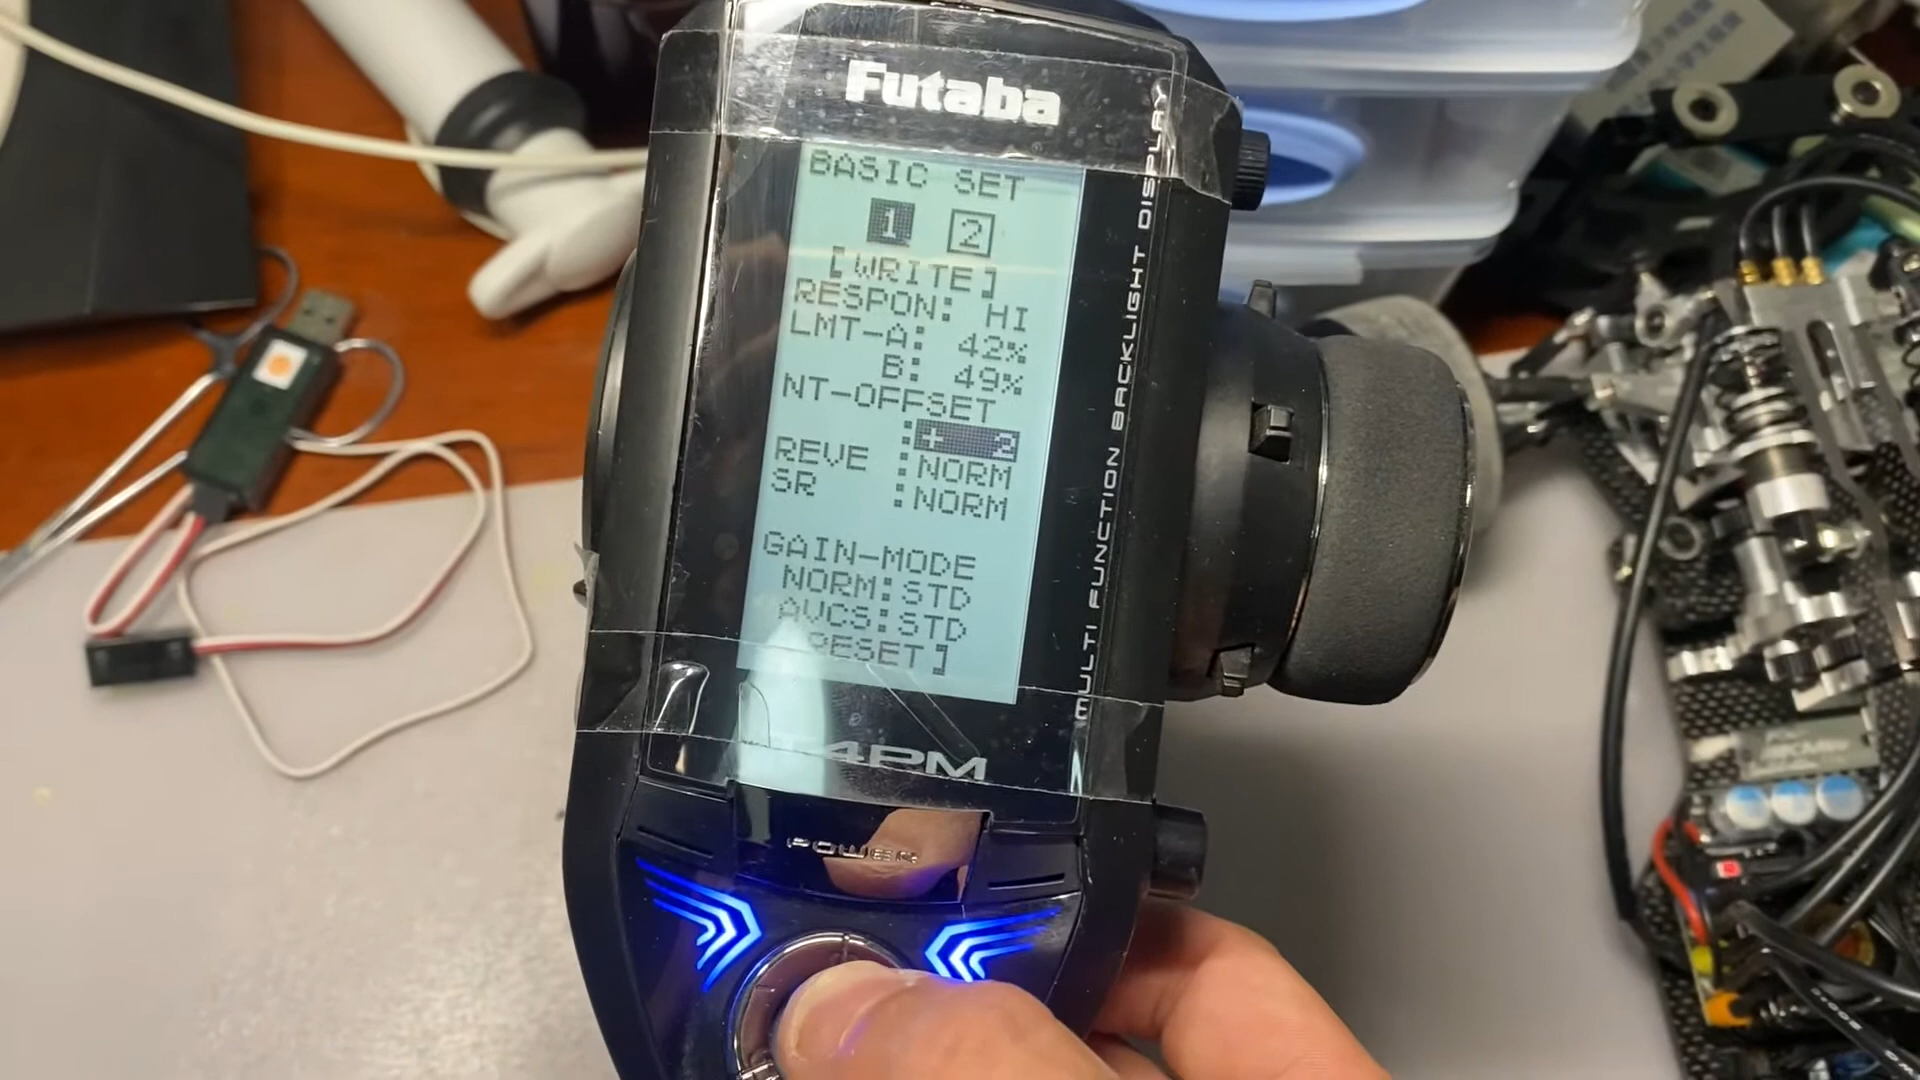 Futaba
BASIC SET
1 2
[WRITE]
RESPON: HI
LMT-A: 42%
B: 49%
NT-OFFSET
: + 2
REVE : NORM
SR : NORM
GAIN-MODE
NORM:STD
AVCS:STD
RESET]
MULTI FUNCTION BACKLIGHT DISPLAY
4PM
POWER